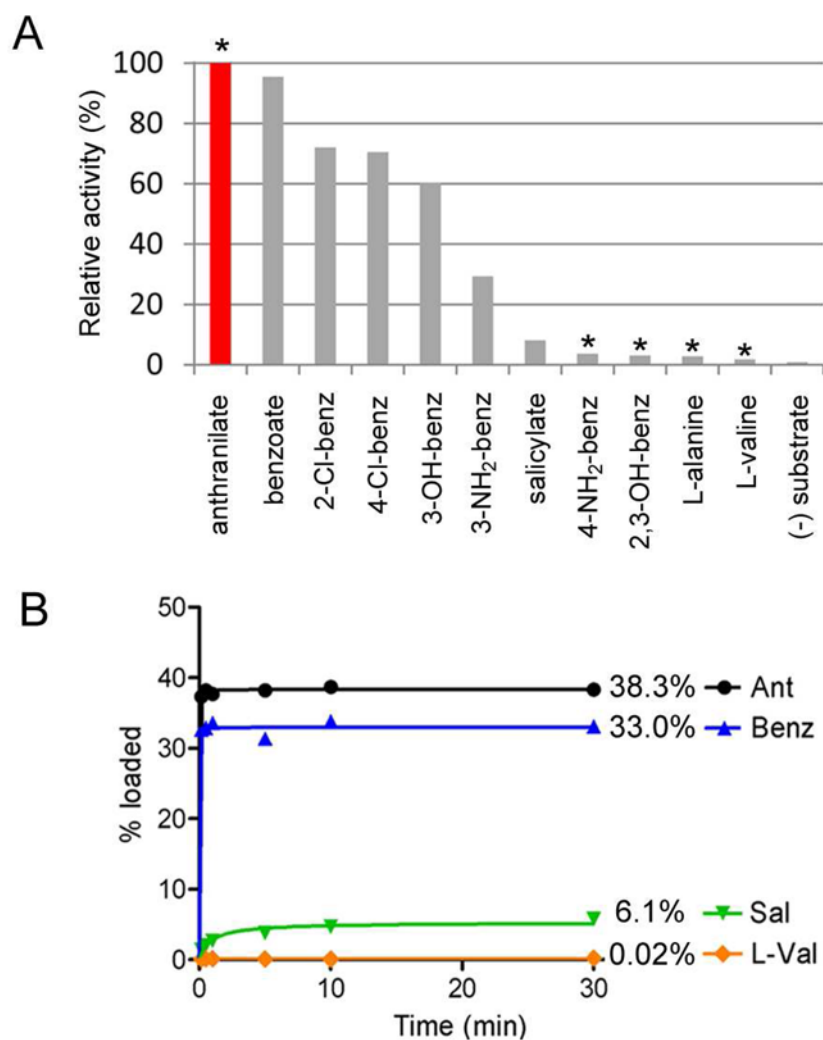 A
Relative activity (%)
100
80
60
40
20
0
*
*
*
*
*
anthranilate
benzoate
2-Cl-benz
4-Cl-benz
3-OH-benz
3-NH₂-benz
salicylate
4-NH₂-benz
2,3-OH-benz
L-alanine
L-valine
(-) substrate
B
% loaded
50
40
30
20
10
0
38.3% Ant
33.0% Benz
6.1% Sal
0.02% L-Val
0 10 20 30
Time (min)